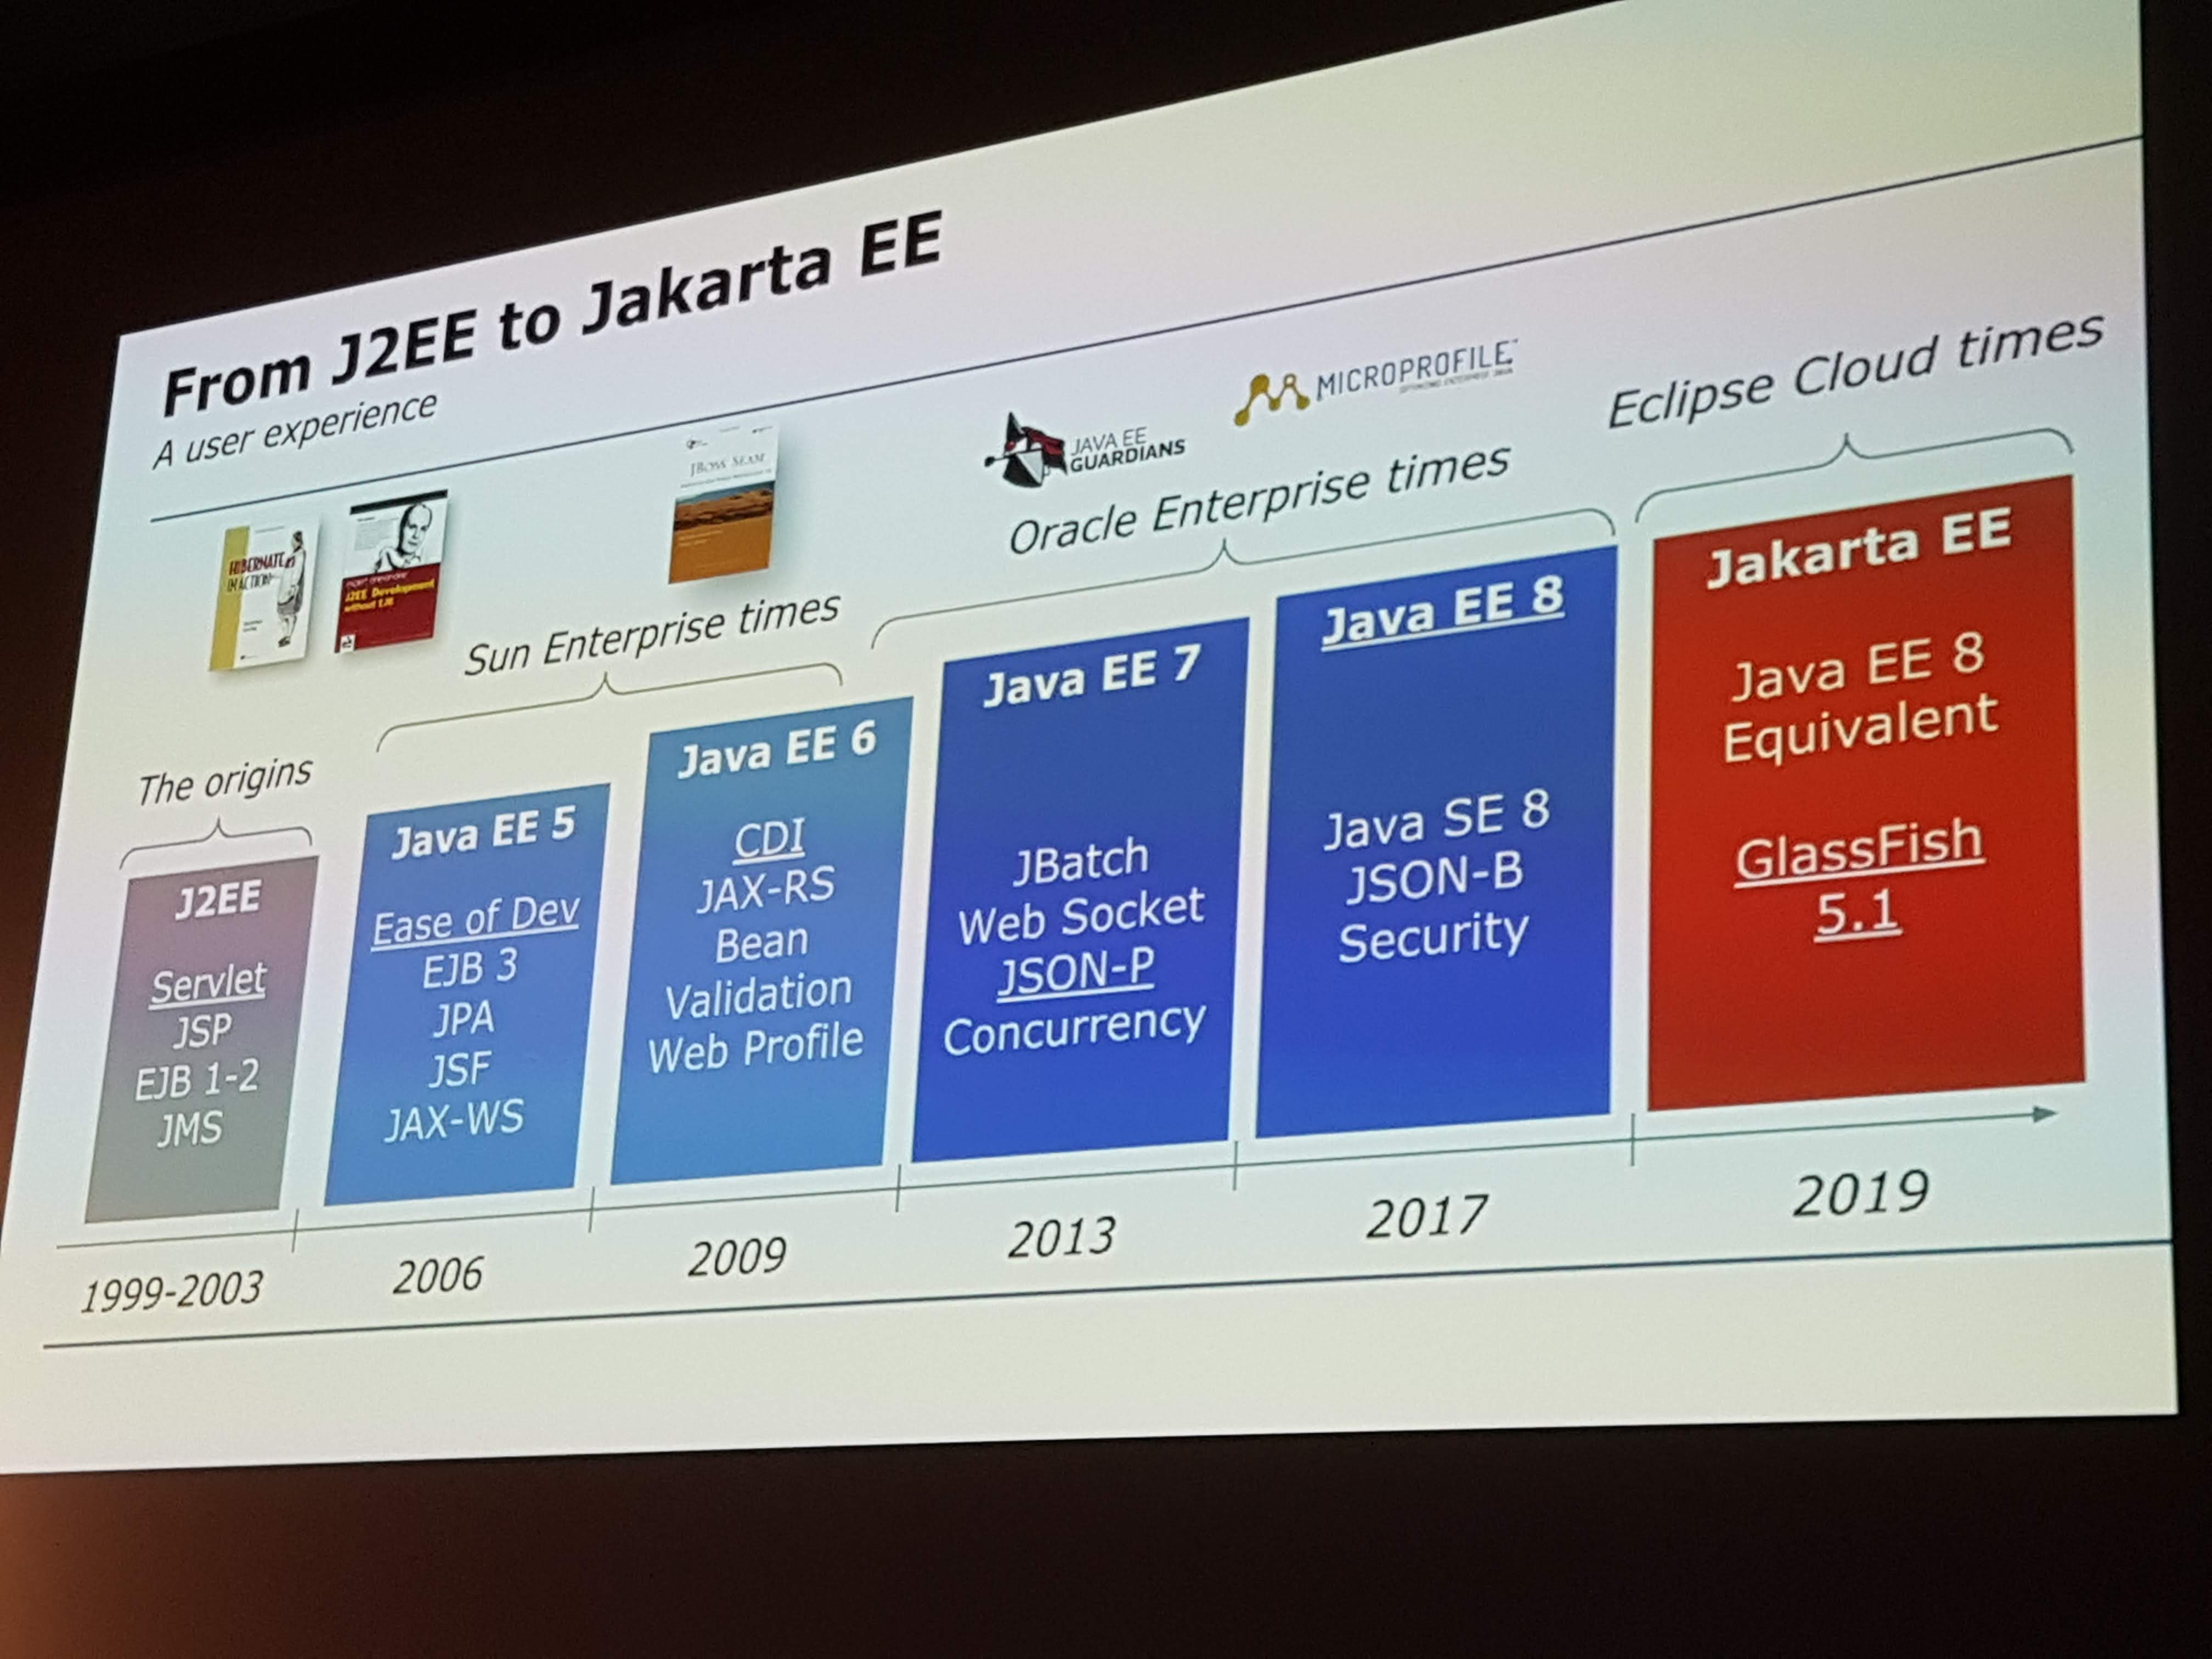 From J2EE to Jakarta EE
A user experience
HIBERNATE
IN ACTION
J2EE Development
without EJB
JBoss Seam
JAVA EE
GUARDIANS
MICROPROFILE
The origins
Sun Enterprise times
Oracle Enterprise times
Eclipse Cloud times
J2EE
Servlet
JSP
EJB 1-2
JMS
Java EE 5
Ease of Dev
EJB 3
JPA
JSF
JAX-WS
Java EE 6
CDI
JAX-RS
Bean
Validation
Web Profile
Java EE 7
JBatch
Web Socket
JSON-P
Concurrency
Java EE 8
Java SE 8
JSON-B
Security
Jakarta EE
Java EE 8
Equivalent
GlassFish
5.1
1999-2003
2006
2009
2013
2017
2019